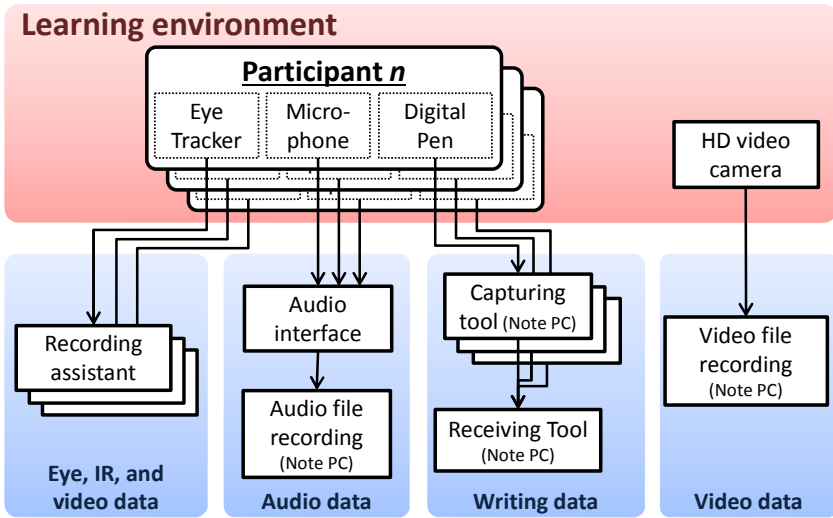 Learning environment
Participant n
Eye
Tracker
Micro-
phone
Digital
Pen
HD video
camera
Recording
assistant
Eye, IR, and
video data
Audio
interface
Audio file
recording
(Note PC)
Audio data
Capturing
tool (Note PC)
Receiving Tool
(Note PC)
Writing data
Video file
recording
(Note PC)
Video data